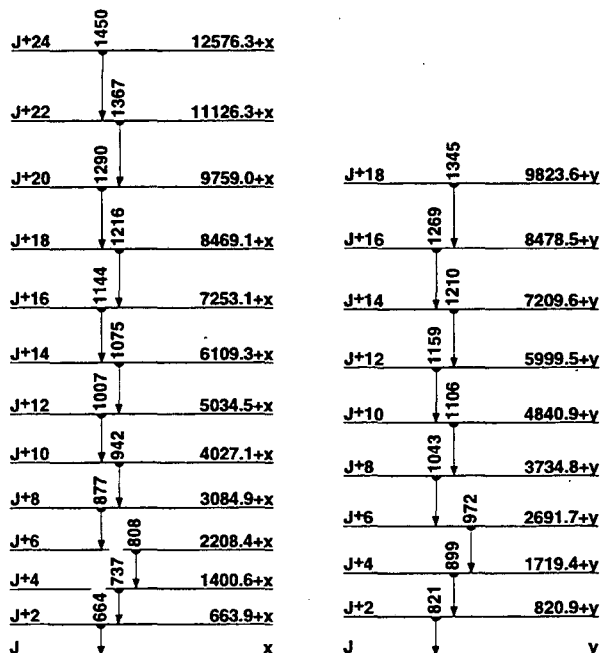 J+24 1450 12576.3+x
J+22 1367 11126.3+x
J+20 1290 9759.0+x
J+18 1216 8469.1+x
J+16 1144 7253.1+x
J+14 1075 6109.3+x
J+12 1007 5034.5+x
J+10 942 4027.1+x
J+8 877 3084.9+x
J+6 808 2208.4+x
J+4 737 1400.6+x
J+2 664 663.9+x
J x
J+18 1345 9823.6+y
J+16 1269 8478.5+y
J+14 1210 7209.6+y
J+12 1159 5999.5+y
J+10 1106 4840.9+y
J+8 1043 3734.8+y
J+6 972 2691.7+y
J+4 899 1719.4+y
J+2 821 820.9+y
J y